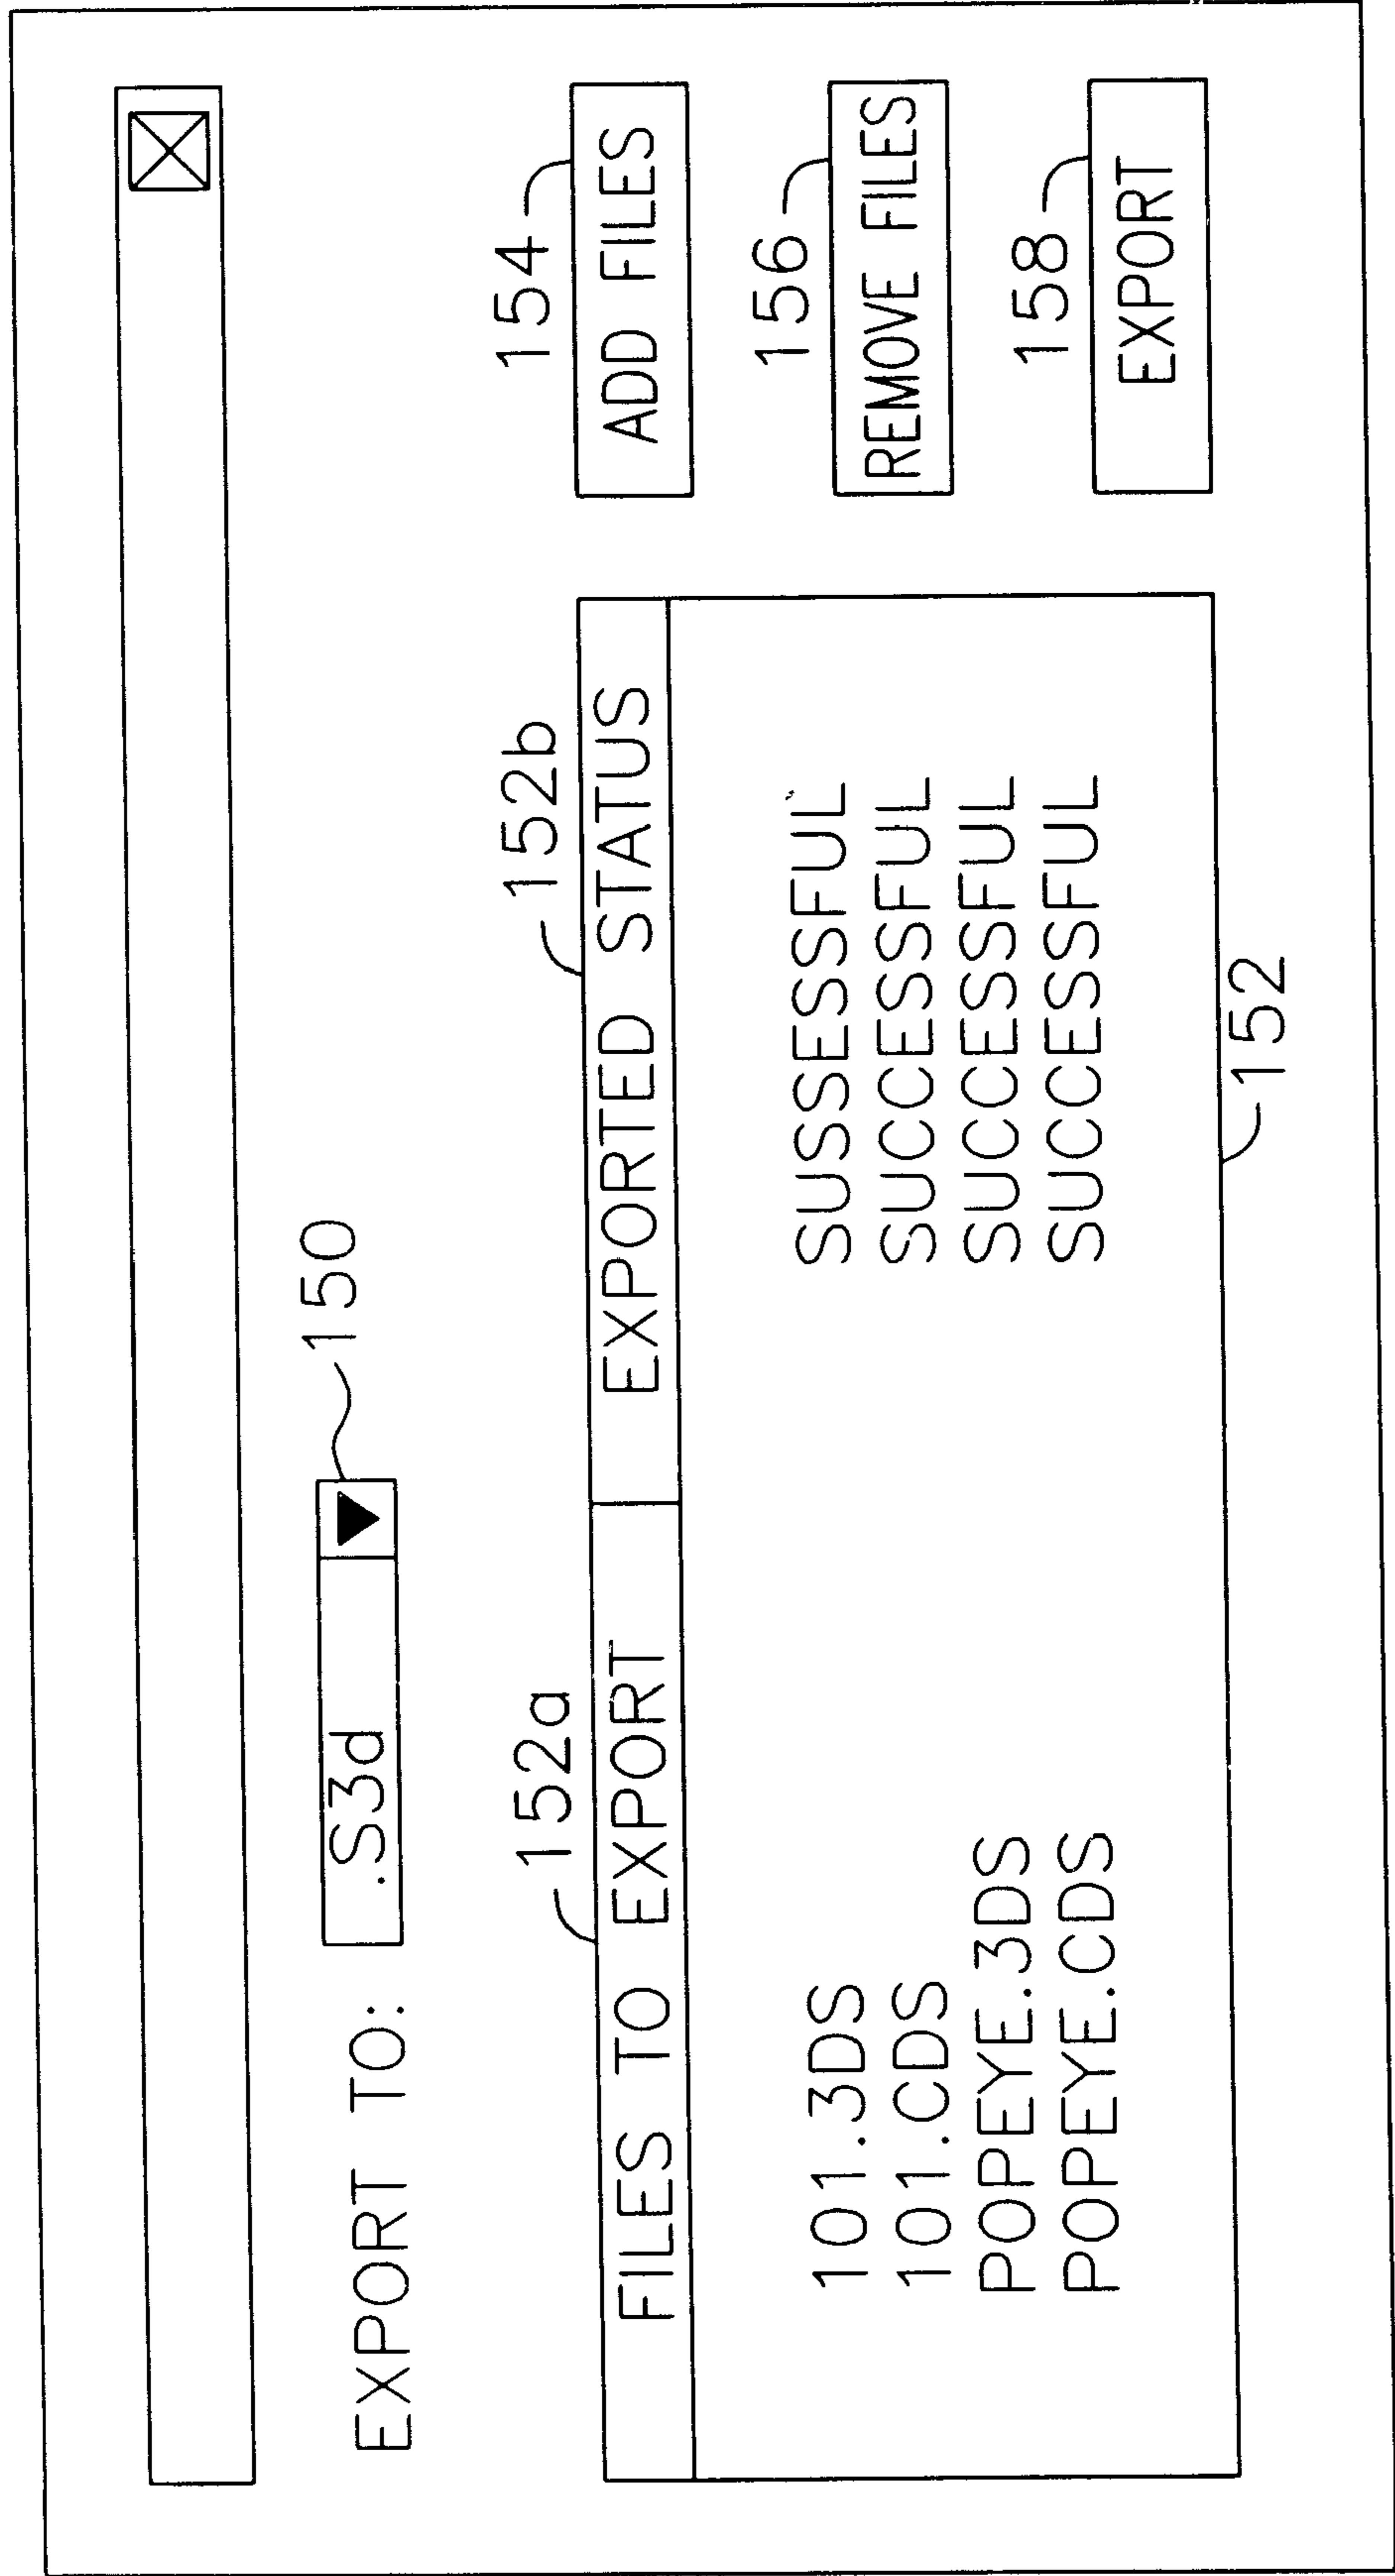 EXPORT TO: .S3d 150
152a 152b 154
FILES TO EXPORT EXPORTED STATUS ADD FILES
156
REMOVE FILES
101.3DS SUSSESSFUL
101.CDS SUCCESSFUL
POPEYE.3DS SUCCESSFUL
POPEYE.CDS SUCCESSFUL
158
EXPORT
152